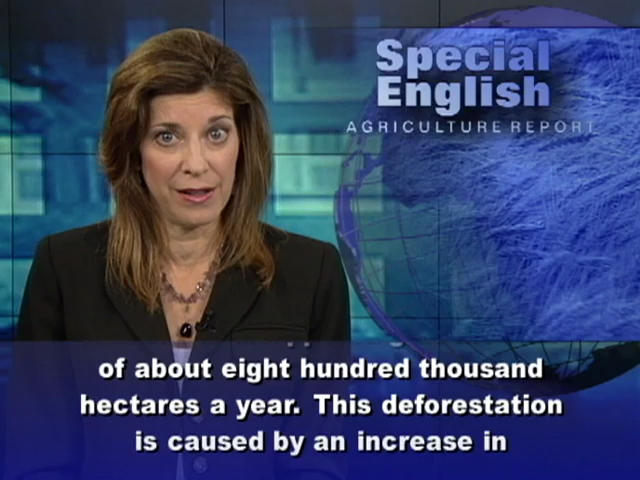 Special
English
AGRICULTURE REPORT
of about eight hundred thousand
hectares a year. This deforestation
is caused by an increase in